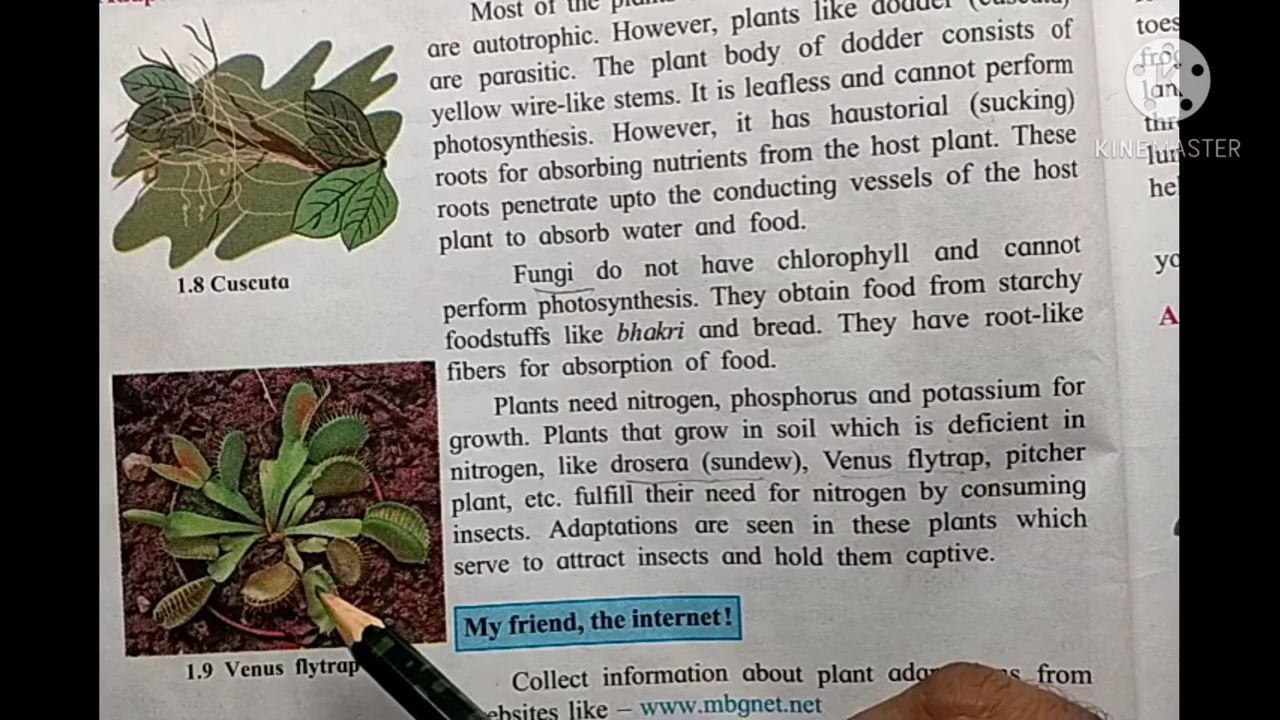 Most of the
are autotrophic. However, plants like dodder
are parasitic. The plant body of dodder consists of
yellow wire-like stems. It is leafless and cannot perform
photosynthesis. However, it has haustorial (sucking)
roots for absorbing nutrients from the host plant. These
roots penetrate upto the conducting vessels of the host
plant to absorb water and food.
1.8 Cuscuta
Fungi do not have chlorophyll and cannot
perform photosynthesis. They obtain food from starchy
foodstuffs like bhakri and bread. They have root-like
fibers for absorption of food.
Plants need nitrogen, phosphorus and potassium for
growth. Plants that grow in soil which is deficient in
nitrogen, like drosera (sundew), Venus flytrap, pitcher
plant, etc. fulfill their need for nitrogen by consuming
insects. Adaptations are seen in these plants which
serve to attract insects and hold them captive.
1.9 Venus flytrap
My friend, the internet!
Collect information about plant from
like – www.mbgnet.net
toes
KINEMASTER